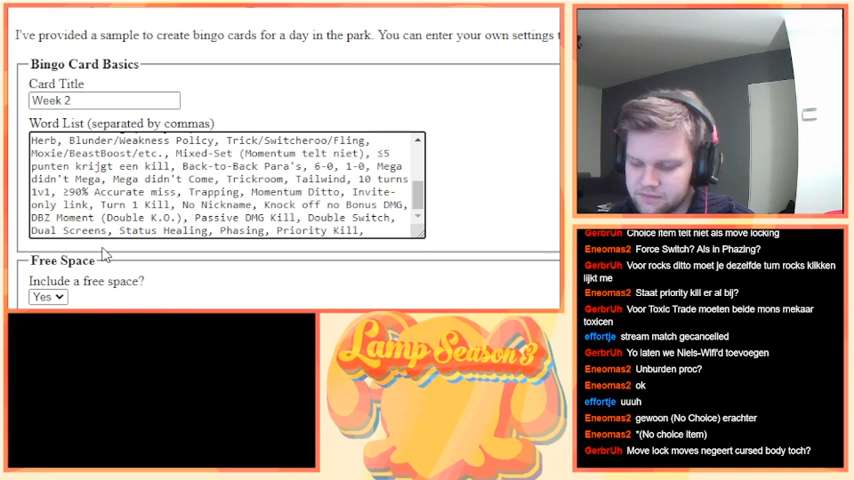 I've provided a sample to create bingo cards for a day in the park. You can enter your own settings t
Bingo Card Basics
Card Title
Week 2
Word List (separated by commas)
Herb, Blunder/Weakness Policy, Trick/Switcheroo/Fling,
Moxie/BeastBoost/etc., Mixed-Set (Momentum telt niet), ≤5
punten krijgt een kill, Back-to-Back Para's, 6-0, 1-0, Mega
didn't Mega, Mega didn't Come, Trickroom, Tailwind, 10 turns
1v1, ≥90% Accurate miss, Trapping, Momentum Ditto, Invite-
only link, Turn 1 Kill, No Nickname, Knock off no Bonus DMG,
DBZ Moment (Double K.O.), Passive DMG Kill, Double Switch,
Dual Screens, Status Healing, Phasing, Priority Kill,
Free Space
Include a free space?
Yes
Lamp Season 3
GerbrUh Choice item telt niet als move locking
Eneomas2 Force Switch? Als in Phazing?
GerbrUh Voor rocks ditto moet je dezelfde turn rocks klikken
lijkt me
Eneomas2 Staat priority kill er al bij?
GerbrUh Voor Toxic Trade moeten beide mons mekaar
toxicen
effortje stream match gecancelled
GerbrUh Yo laten we Niels-Wifi'd toevoegen
Eneomas2 Unburden proc?
Eneomas2 ok
effortje uuuh
Eneomas2 gewoon (No Choice) erachter
Eneomas2 *(No choice Item)
GerbrUh Move lock moves negeert cursed body toch?